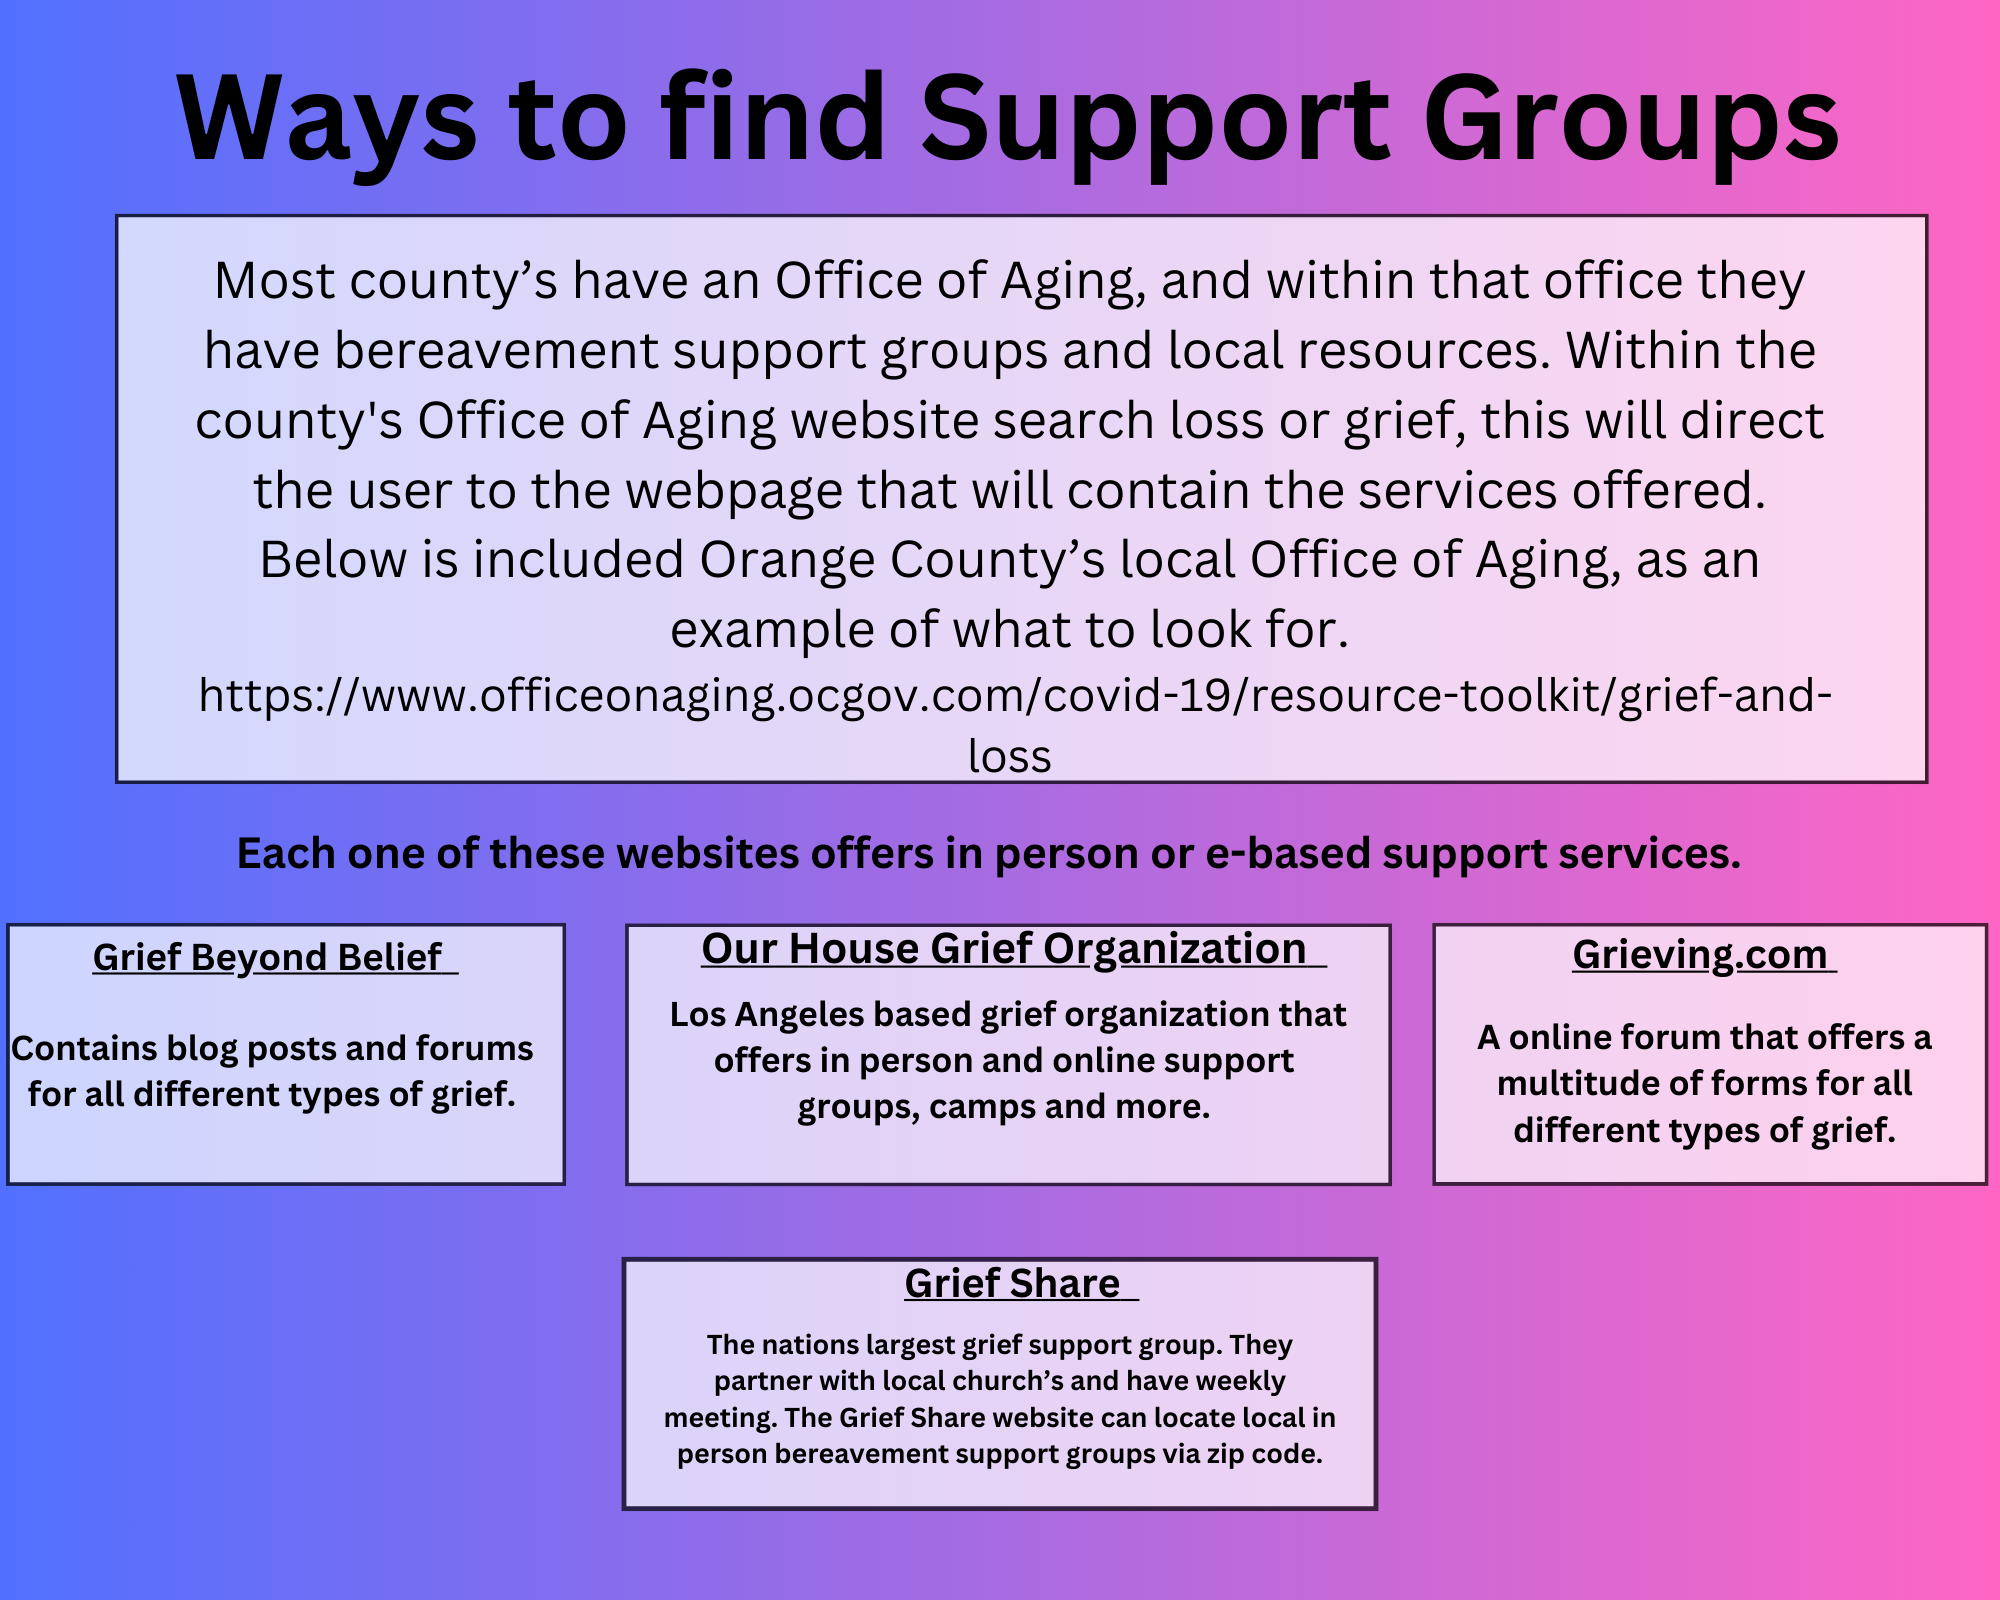 Ways to find Support Groups
Most county’s have an Office of Aging, and within that office they
have bereavement support groups and local resources. Within the
county's Office of Aging website search loss or grief, this will direct
the user to the webpage that will contain the services offered.
Below is included Orange County’s local Office of Aging, as an
example of what to look for.
https://www.officeonaging.ocgov.com/covid-19/resource-toolkit/grief-and-
loss
Each one of these websites offers in person or e-based support services.
Grief Beyond Belief
Contains blog posts and forums
for all different types of grief.
Our House Grief Organization
Los Angeles based grief organization that
offers in person and online support
groups, camps and more.
Grieving.com
A online forum that offers a
multitude of forms for all
different types of grief.
Grief Share
The nations largest grief support group. They
partner with local church’s and have weekly
meeting. The Grief Share website can locate local in
person bereavement support groups via zip code.